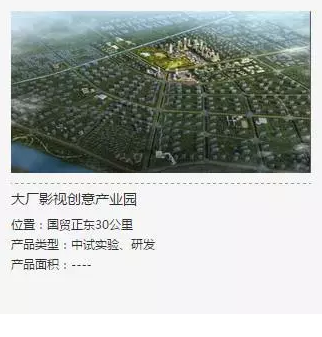 大厂影视创意产业园
位置：国贸正东30公里
产品类型：中试实验、研发
产品面积：----